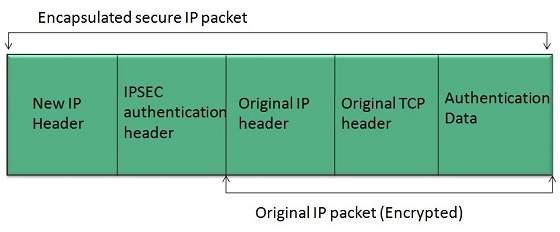 Encapsulated secure IP packet
New IP
Header
IPSEC
authentication
header
Original IP
header
Original TCP
header
Authentication
Data
Original IP packet (Encrypted)